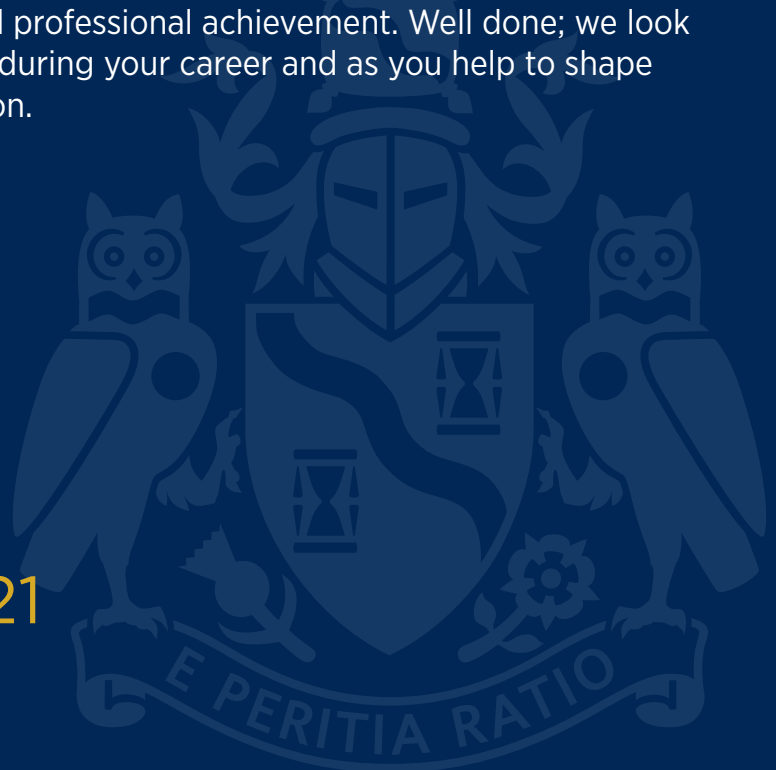 professional achievement. Well done; we look
during your career and as you help to shape
on.
21
E PERITIA RATIO